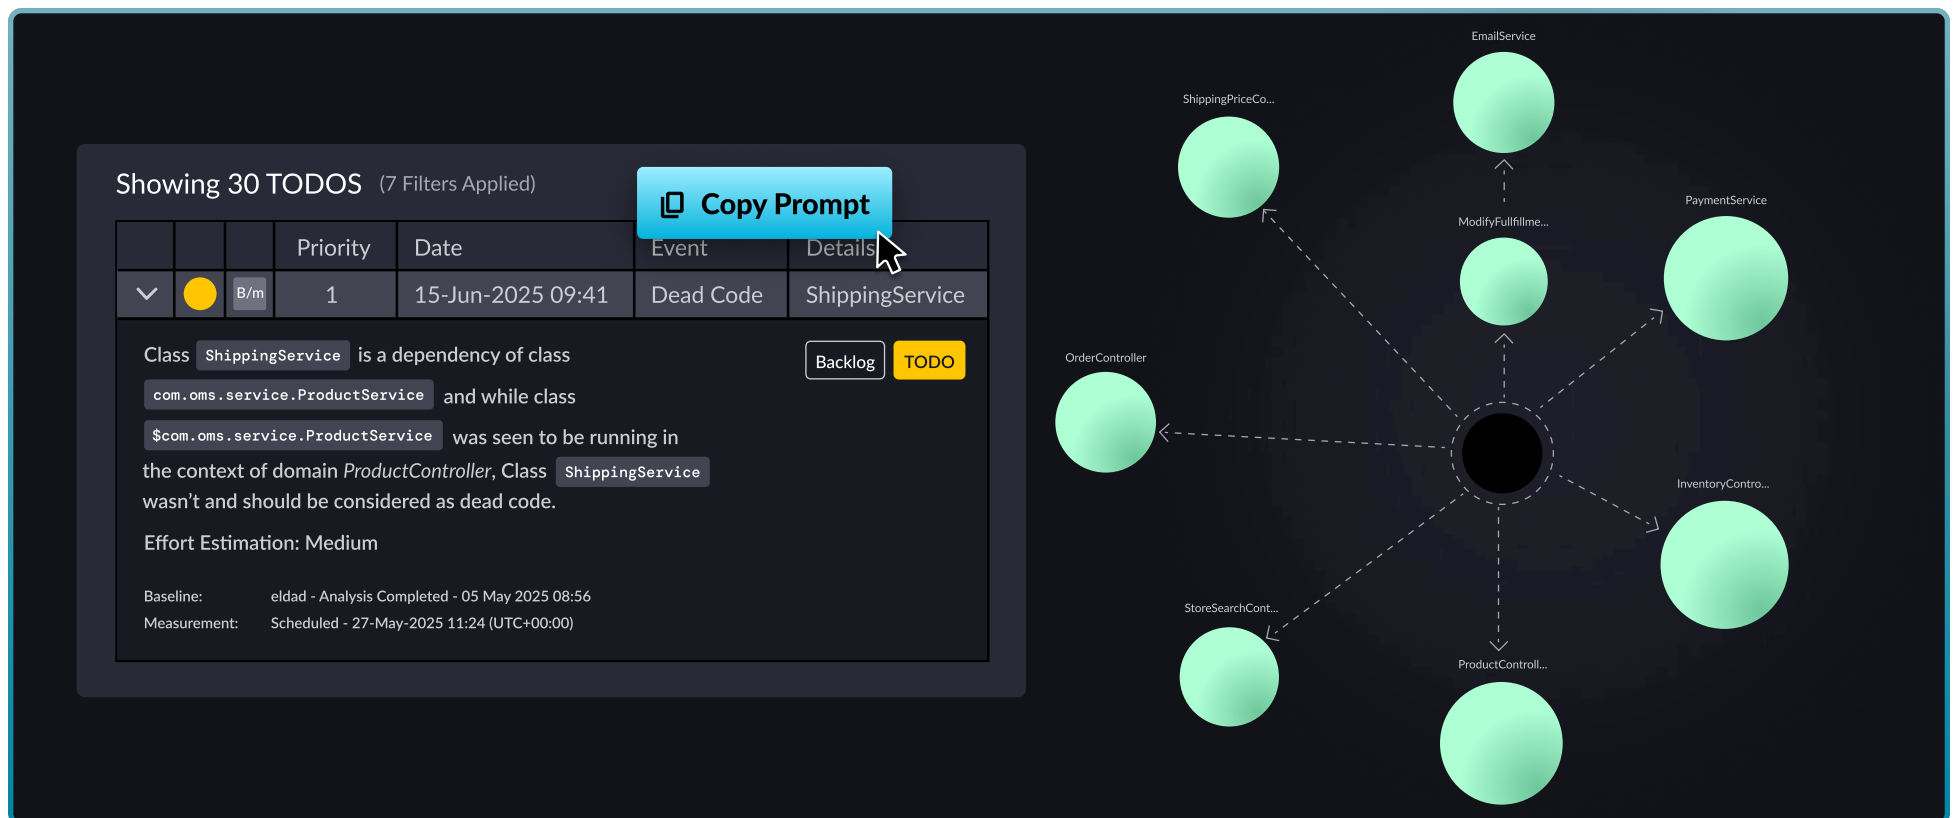 Showing 30 TODOS (7 Filters Applied)
Copy Prompt
Priority Date Event Details
B/m 1 15-Jun-2025 09:41 Dead Code ShippingService
Class ShippingService is a dependency of class
com.oms.service.ProductService and while class
$com.oms.service.ProductService was seen to be running in
the context of domain ProductController, Class ShippingService
wasn’t and should be considered as dead code.
Backlog TODO
Effort Estimation: Medium
Baseline: eldad - Analysis Completed - 05 May 2025 08:56
Measurement: Scheduled - 27-May-2025 11:24 (UTC+00:00)
EmailService
ShippingPriceCo...
PaymentService
ModifyFullfillme...
OrderController
InventoryContro...
StoreSearchCont...
ProductControll...